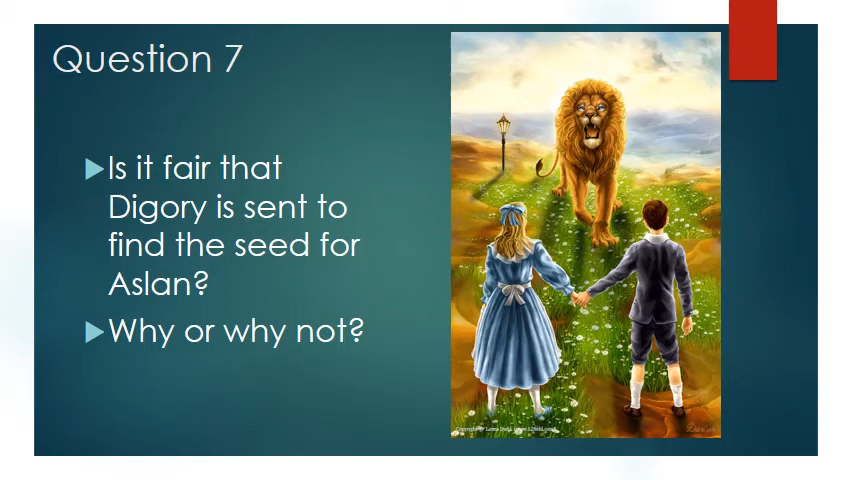 Question 7
Is it fair that
Digory is sent to
find the seed for
Aslan?
Why or why not?